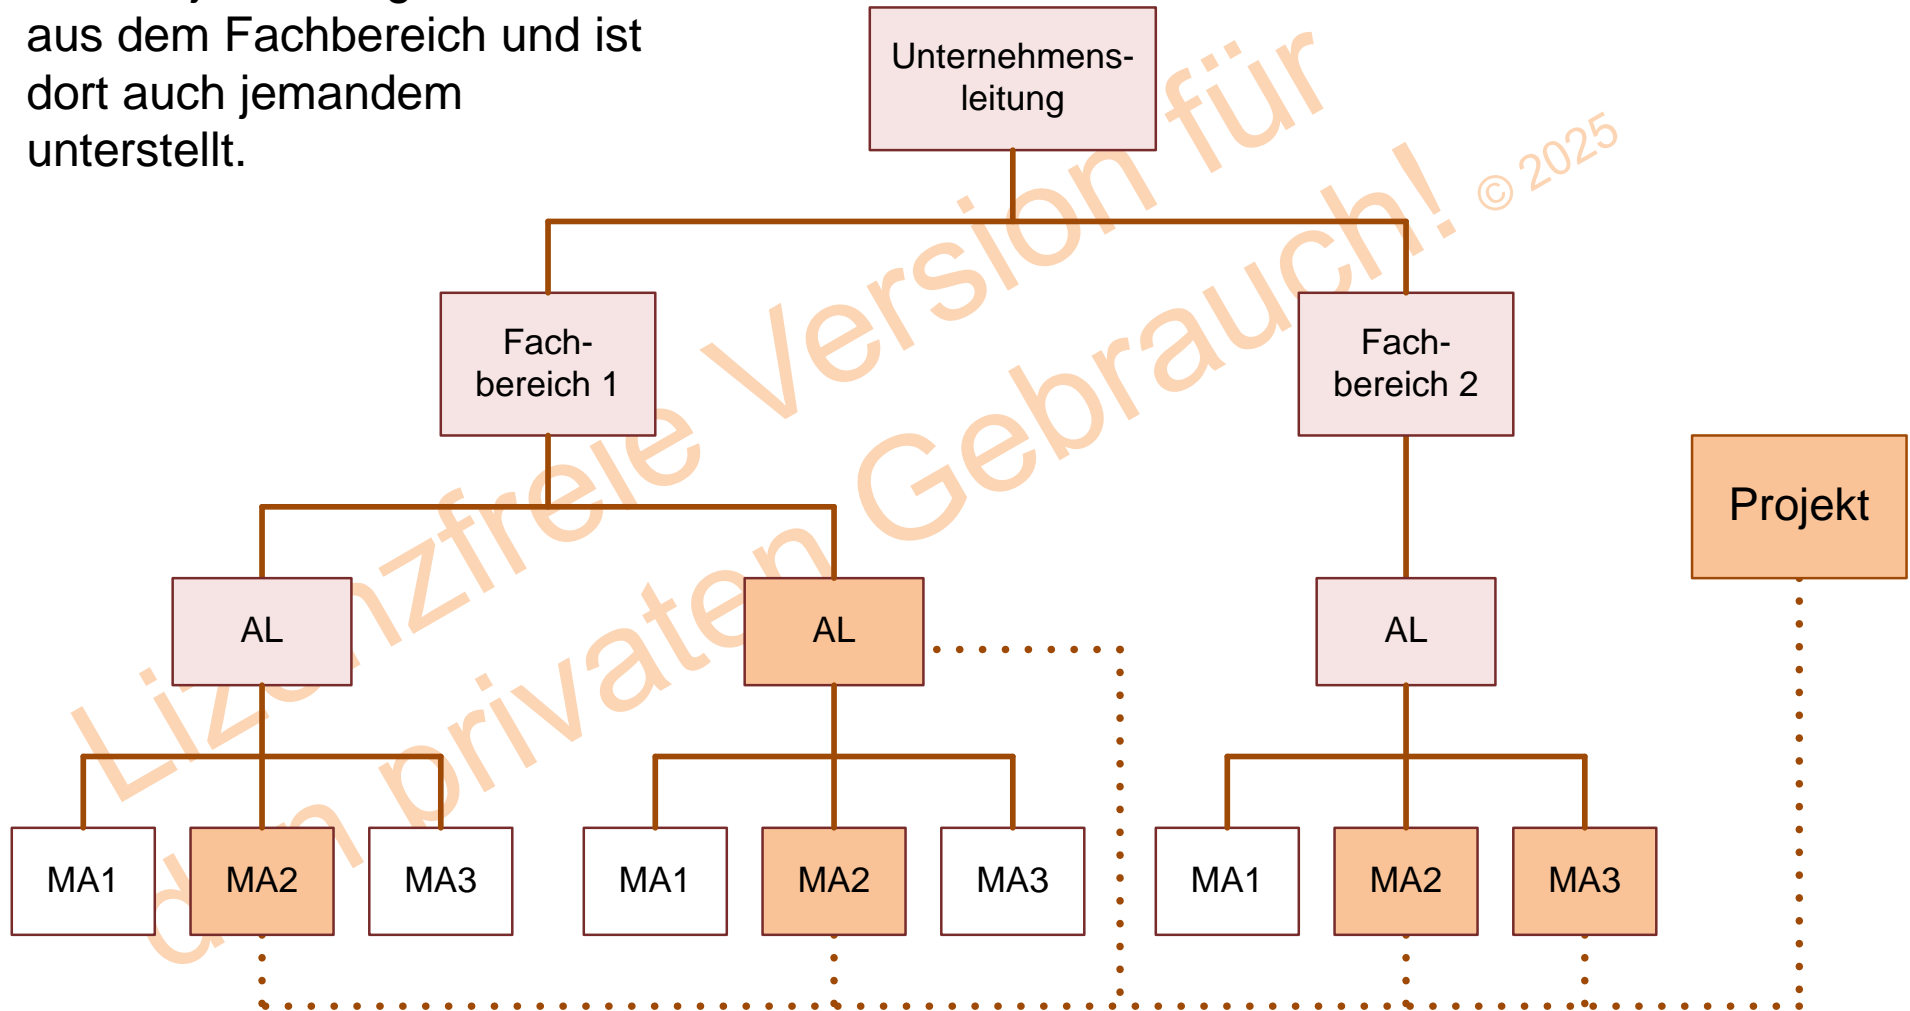 aus dem Fachbereich und ist
dort auch jemandem
unterstellt.
Unternehmens-
leitung
Fach-
bereich 1
Fach-
bereich 2
Projekt
AL
AL
AL
MA1
MA2
MA3
MA1
MA2
MA3
MA1
MA2
MA3
Lizenzfreie Version für
den privaten Gebrauch! © 2025